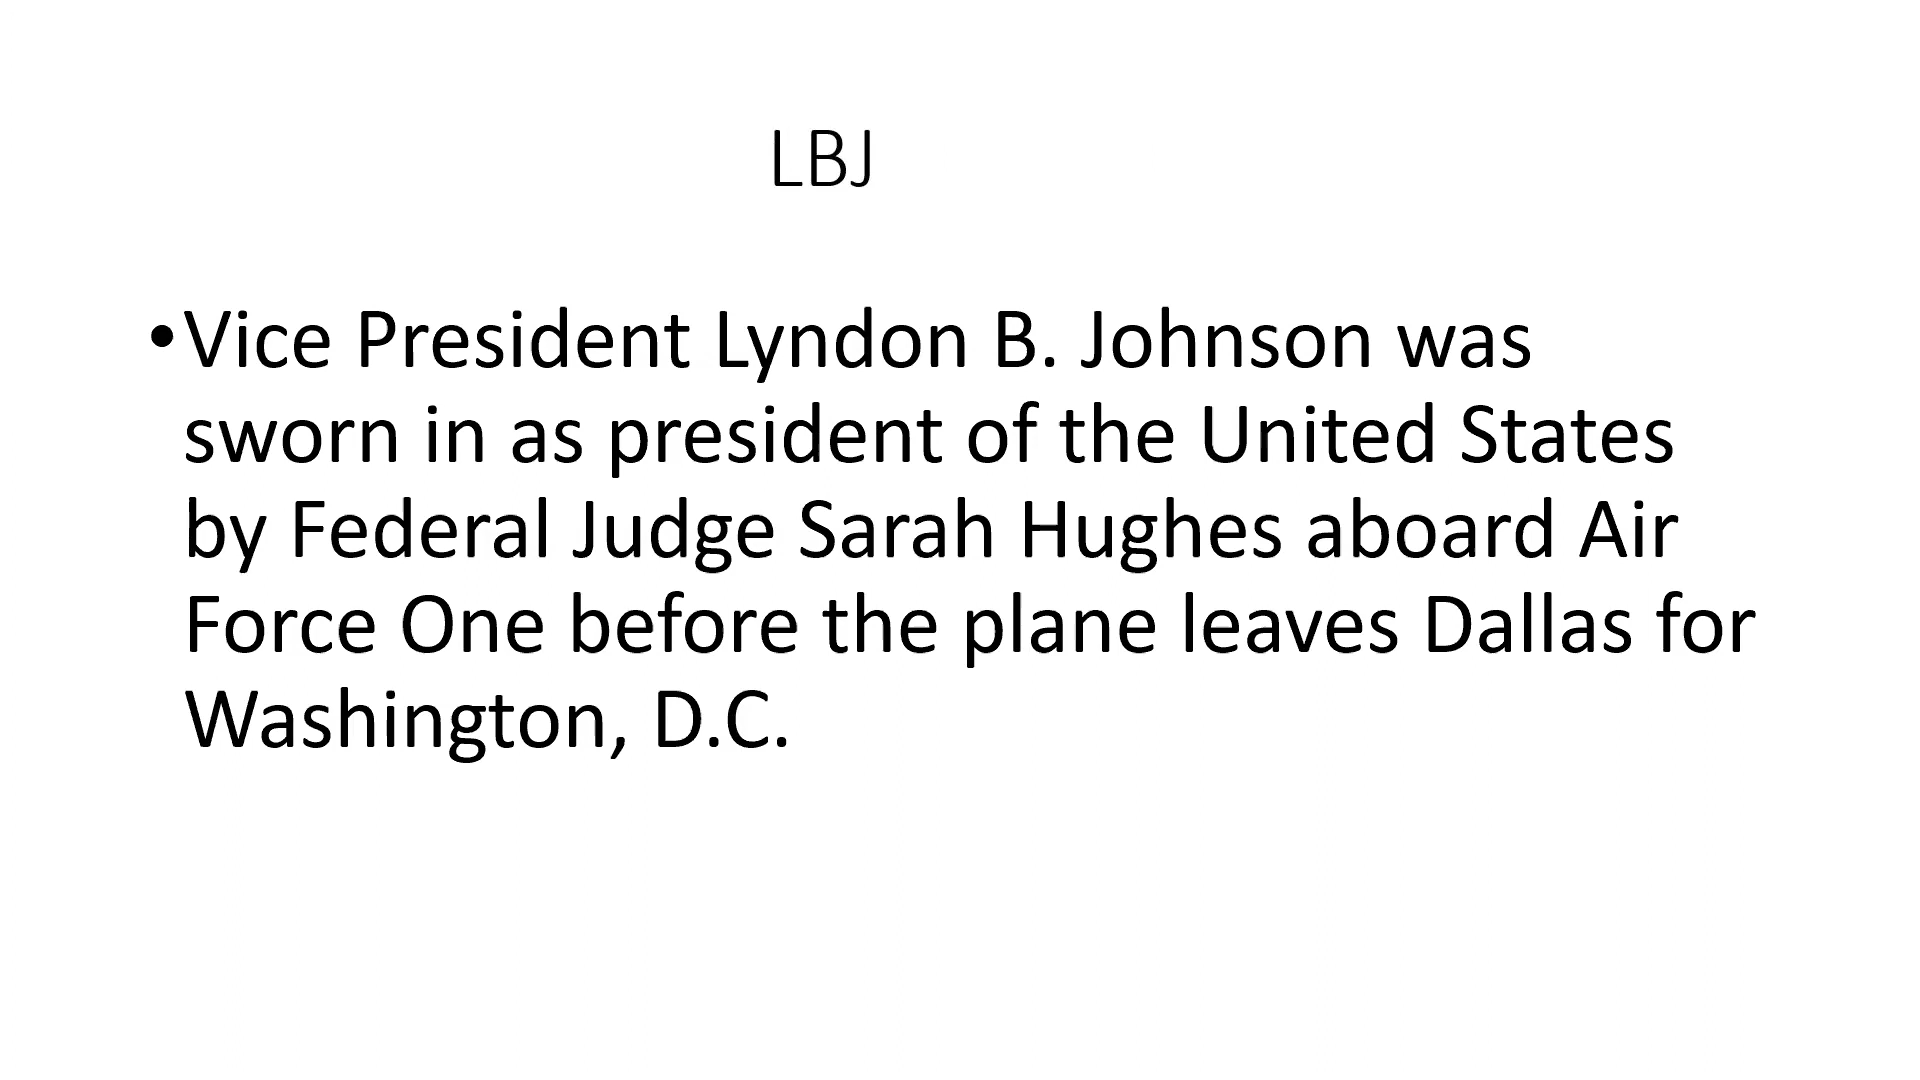 LBJ
•Vice President Lyndon B. Johnson was
sworn in as president of the United States
by Federal Judge Sarah Hughes aboard Air
Force One before the plane leaves Dallas for
Washington, D.C.